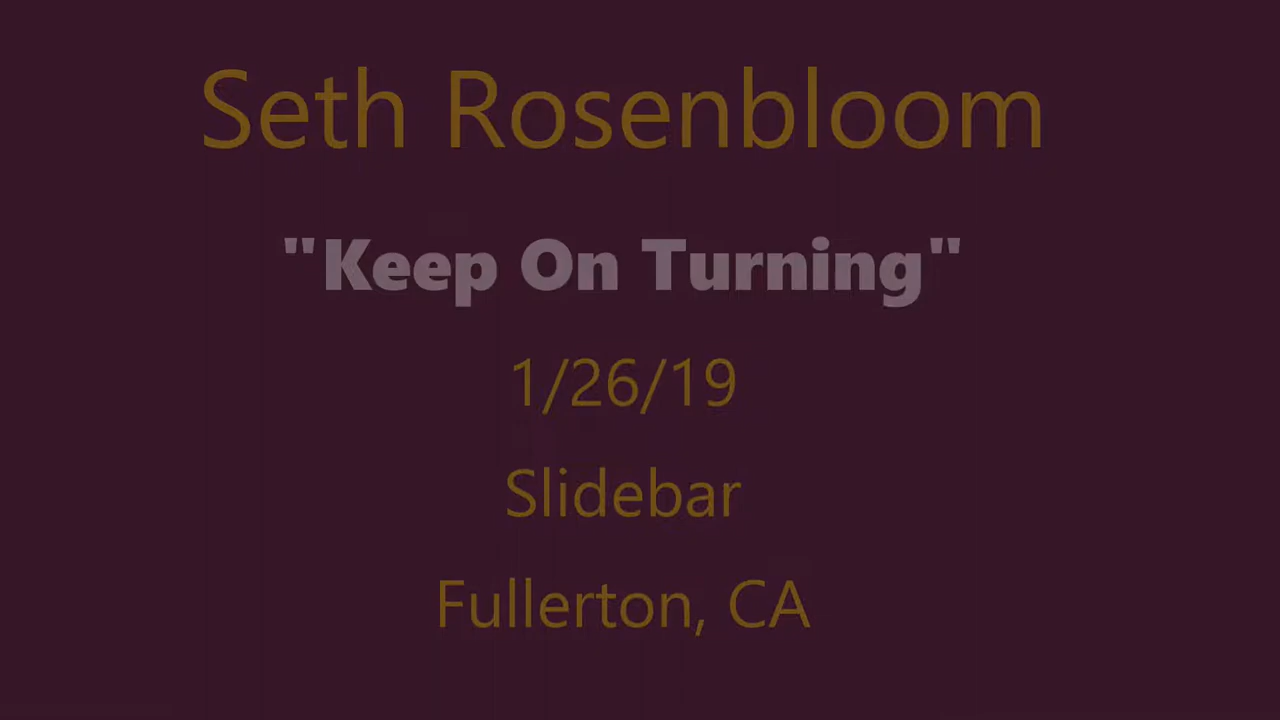 Seth Rosenbloom
"Keep On Turning"
1/26/19
Slidebar
Fullerton, CA